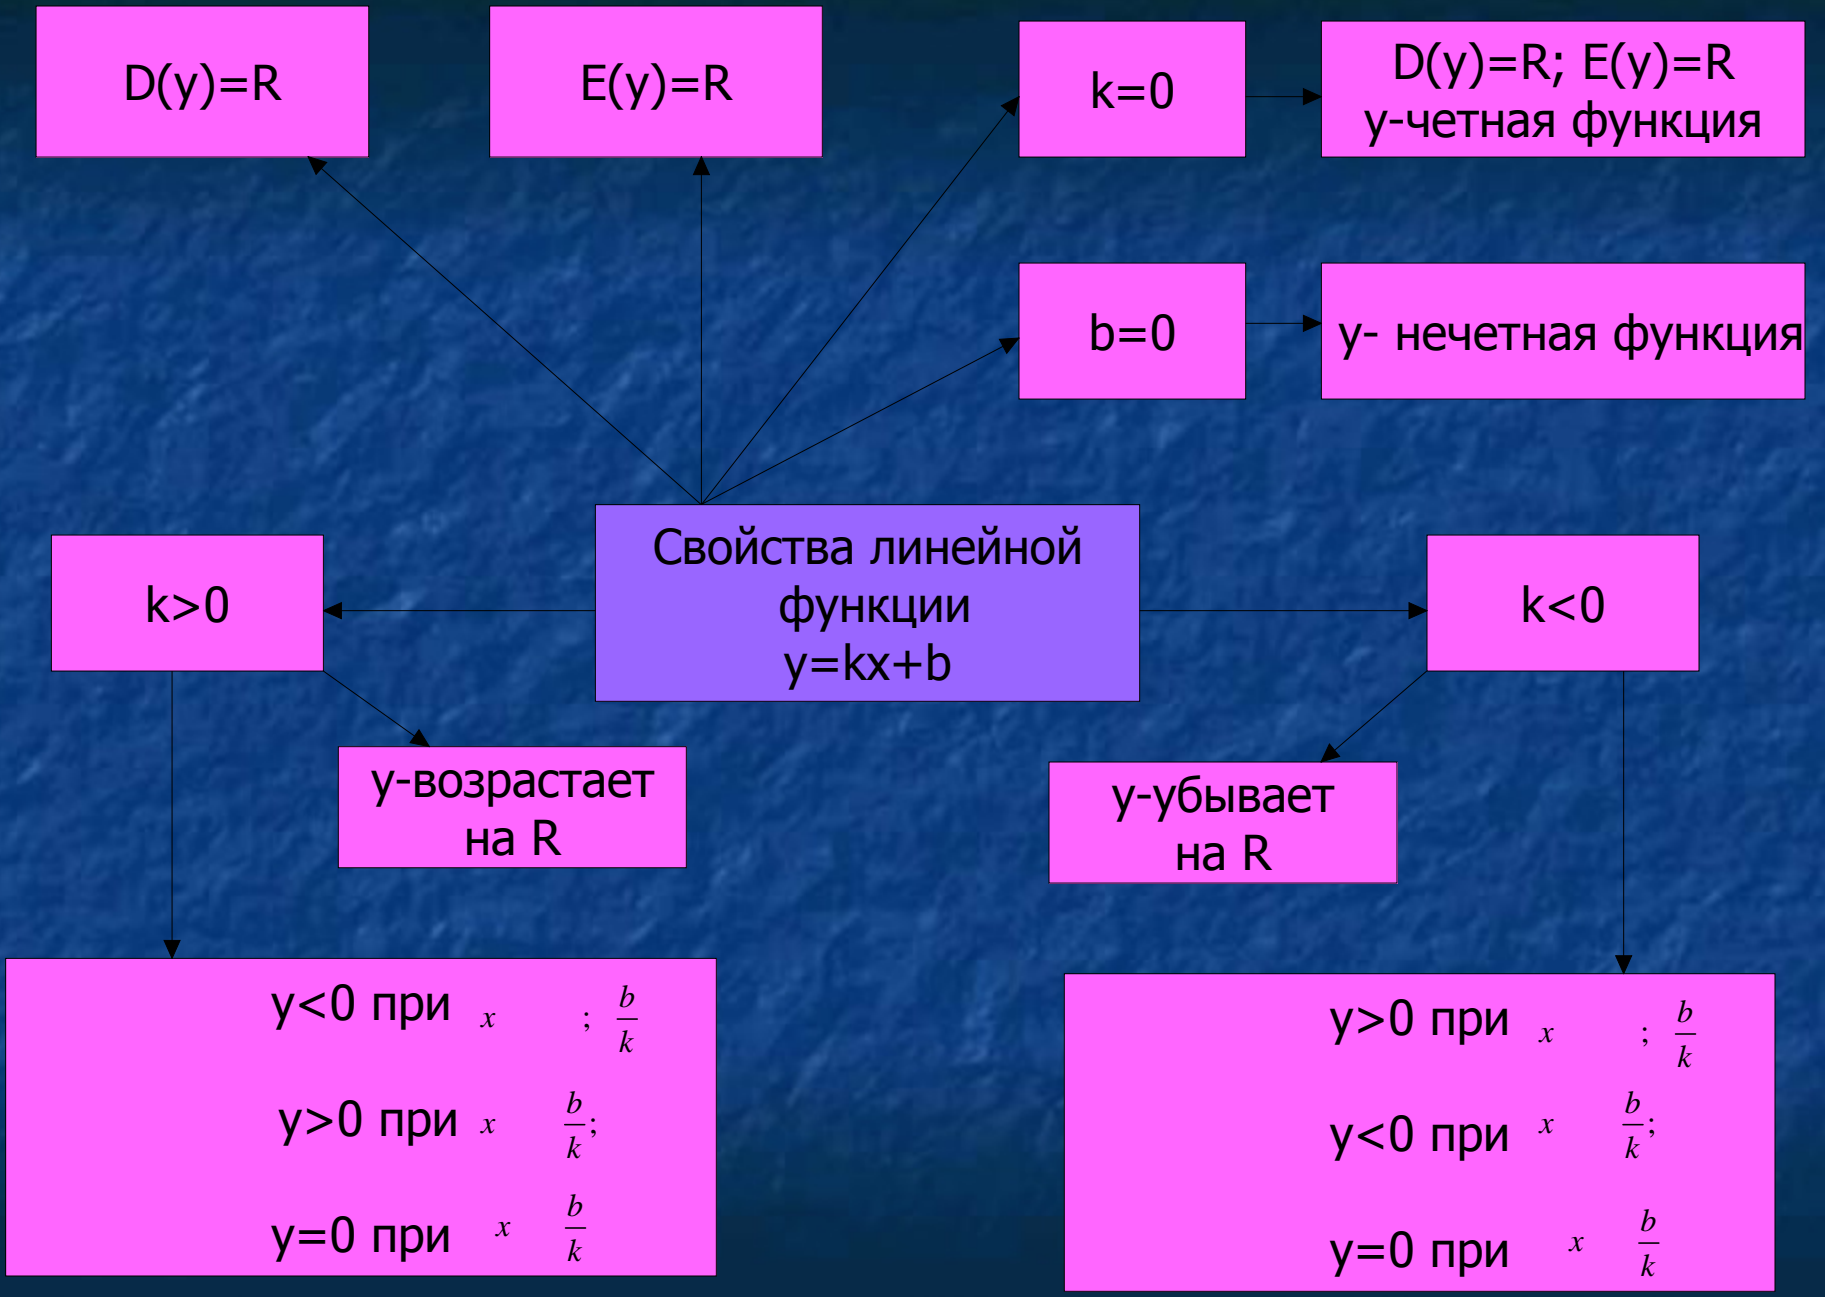 D(y)=R
E(y)=R
k=0
D(y)=R; E(y)=R
y-четная функция
b=0
y- нечетная функция
Свойства линейной
функции
y=kx+b
k>0
k<0
y-возрастает
на R
y-убывает
на R
y<0 при x ; b/k
y>0 при x b/k;
y=0 при x b/k
y>0 при x ; b/k
y<0 при x b/k;
y=0 при x b/k